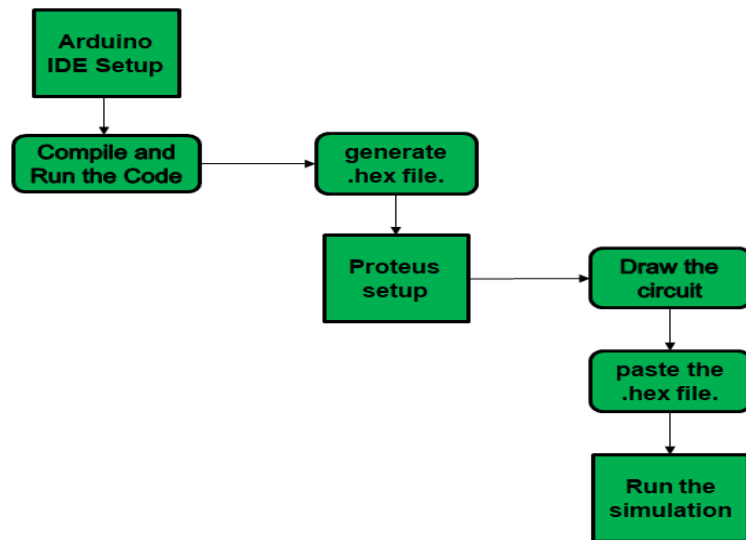 Arduino
IDE Setup
Compile and
Run the Code
generate
.hex file.
Proteus
setup
Draw the
circuit
paste the
.hex file.
Run the
simulation